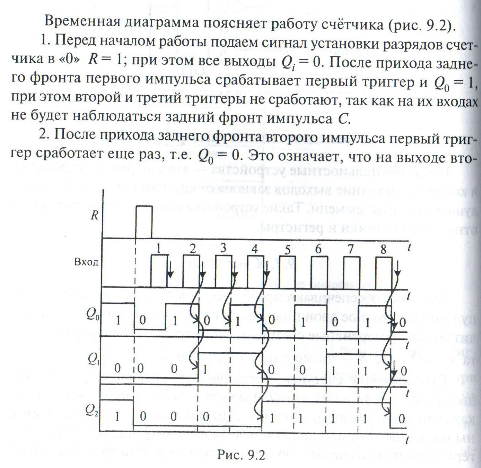 Временная диаграмма поясняет работу счётчика (рис. 9.2).
1. Перед началом работы подаем сигнал установки разрядов счет-
чика в «0» R = 1; при этом все выходы Qi = 0. После прихода задне-
го фронта первого импульса срабатывает первый триггер и Q0 = 1,
при этом второй и третий триггеры не сработают, так как на их входах
не будет наблюдаться задний фронт импульса C.
2. После прихода заднего фронта второго импульса первый триг-
гер сработает еще раз, т.е. Q0 = 0. Это означает, что на выходе вто-
R
t
1 2 3 4 5 6 7 8
Вход
t
Q0
1 0 1 0 1 0 1 0 1 0
t
Q1
0 0 0 1 1 0 0 1 1 0
t
Q2
1 0 0 0 0 1 1 1 1 0
t
Рис. 9.2